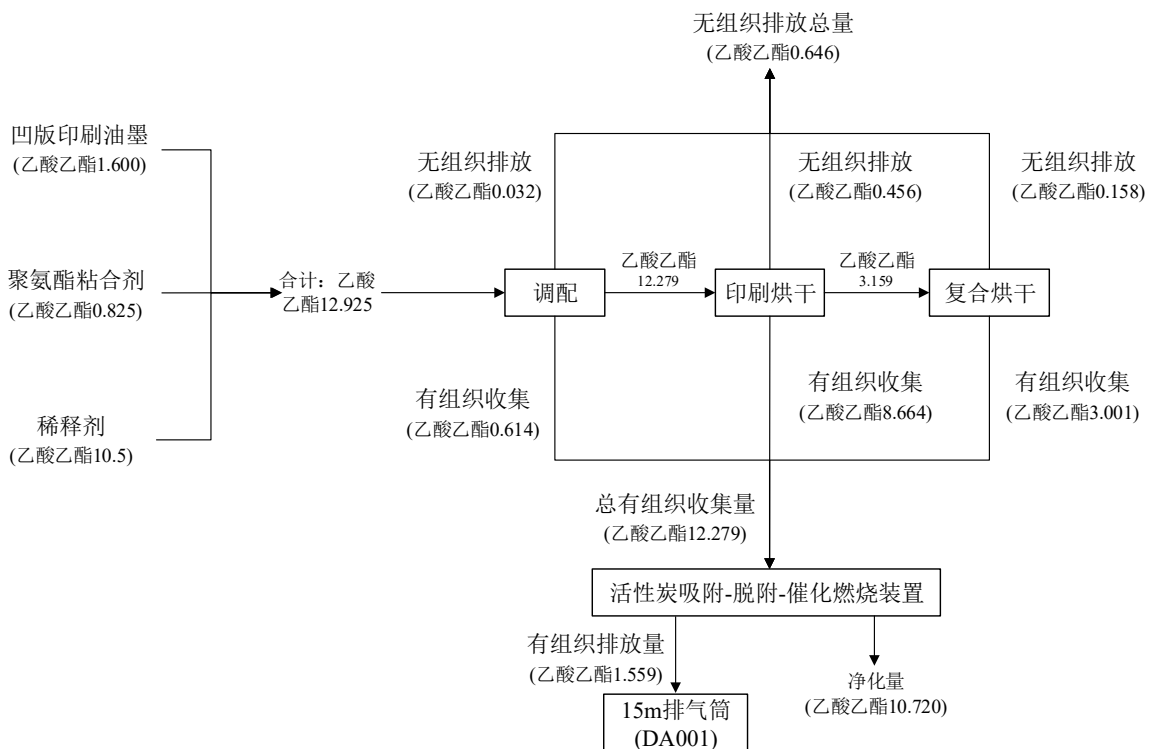 无组织排放总量
(乙酸乙酯0.646)
凹版印刷油墨
(乙酸乙酯1.600)
无组织排放
(乙酸乙酯0.032)
无组织排放
(乙酸乙酯0.456)
无组织排放
(乙酸乙酯0.158)
聚氨酯粘合剂
(乙酸乙酯0.825)
合计：乙酸
乙酯12.925
调配
乙酸乙酯
12.279
印刷烘干
乙酸乙酯
3.159
复合烘干
稀释剂
(乙酸乙酯10.5)
有组织收集
(乙酸乙酯0.614)
有组织收集
(乙酸乙酯8.664)
有组织收集
(乙酸乙酯3.001)
总有组织收集量
(乙酸乙酯12.279)
活性炭吸附-脱附-催化燃烧装置
有组织排放量
(乙酸乙酯1.559)
净化量
(乙酸乙酯10.720)
15m排气筒
(DA001)